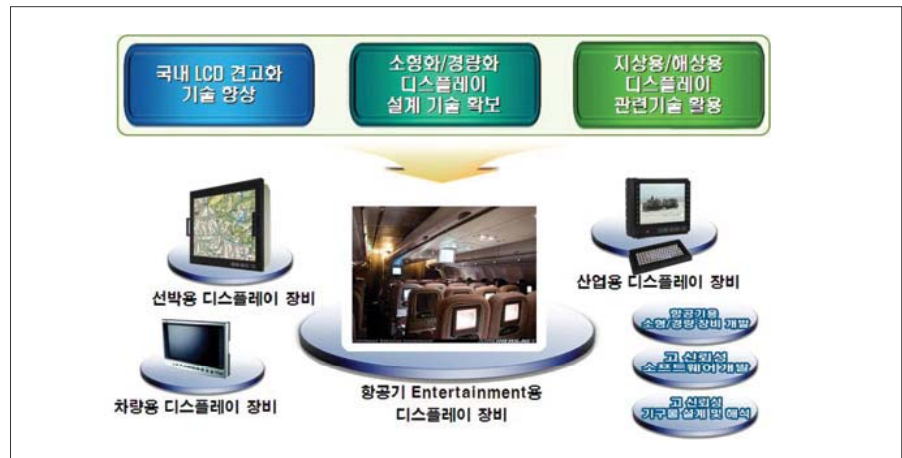 국내 LCD 견고화
기술 향상
소형화/경량화
디스플레이
설계 기술 확보
지상용/해상용
디스플레이
관련기술 활용
선박용 디스플레이 장비
산업용 디스플레이 장비
차량용 디스플레이 장비
항공기 Entertainment용
디스플레이 장비
항공기용
소형/경량 장비 개발
고 신뢰성
소프트웨어 개발
고 신뢰성
기구물 설계 및 해석